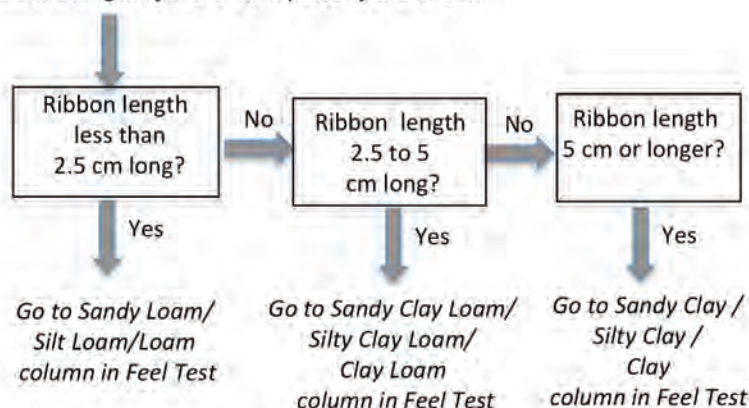 Ribbon length
less than
2.5 cm long?
No
Ribbon length
2.5 to 5
cm long?
No
Ribbon length
5 cm or longer?
Yes
Yes
Yes
Go to Sandy Loam/
Silt Loam/Loam
column in Feel Test
Go to Sandy Clay Loam/
Silty Clay Loam/
Clay Loam
column in Feel Test
Go to Sandy Clay /
Silty Clay /
Clay
column in Feel Test